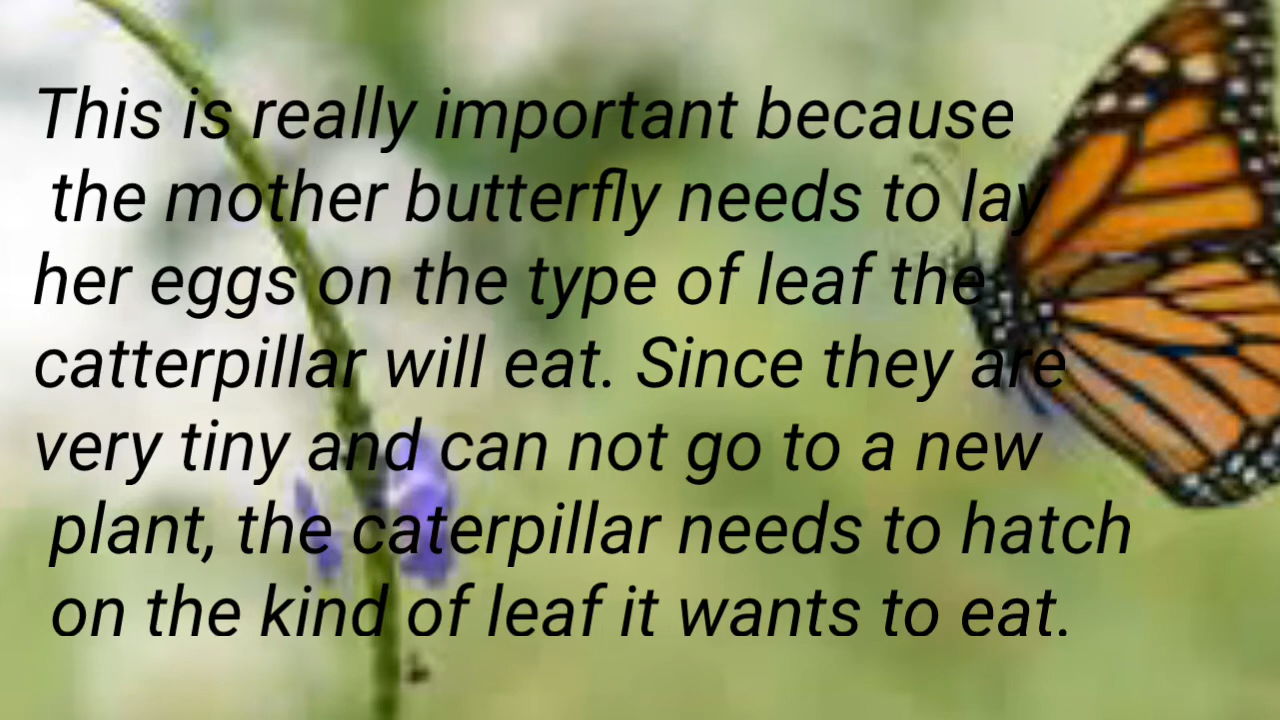 This is really important because
the mother butterfly needs to lay
her eggs on the type of leaf the
catterpillar will eat. Since they are
very tiny and can not go to a new
plant, the caterpillar needs to hatch
on the kind of leaf it wants to eat.